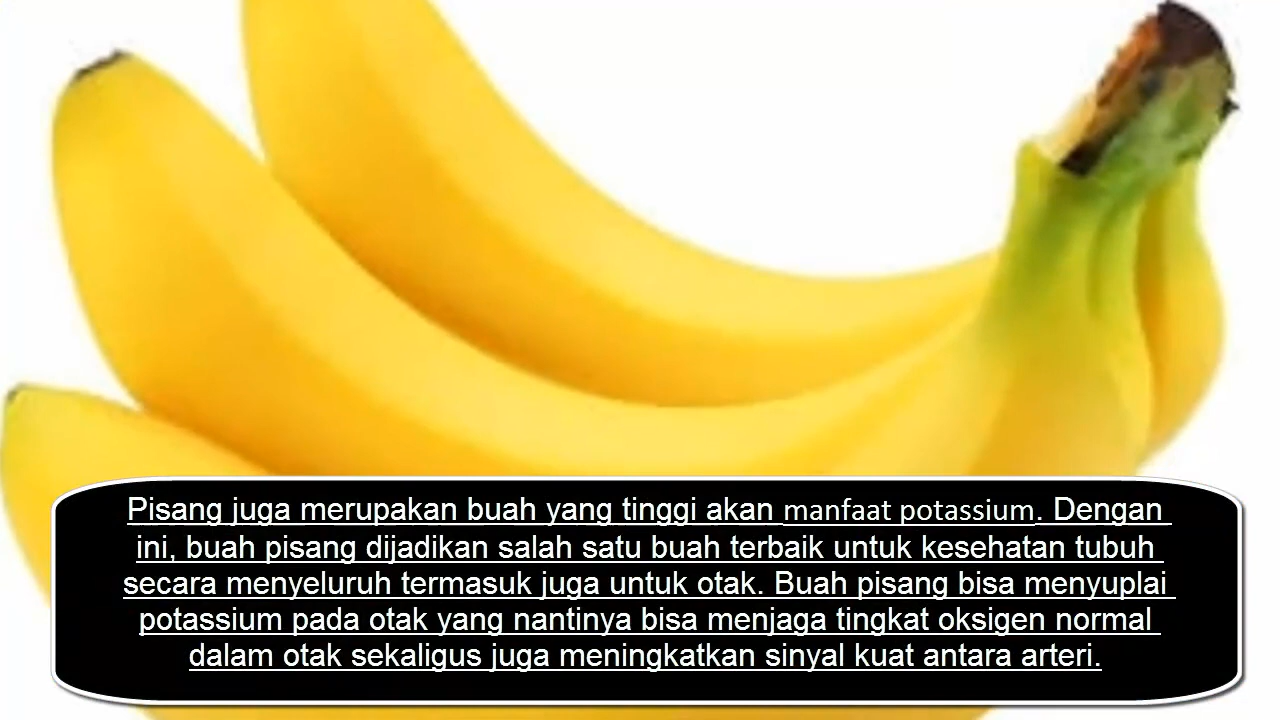 Pisang juga merupakan buah yang tinggi akan manfaat potassium. Dengan
ini, buah pisang dijadikan salah satu buah terbaik untuk kesehatan tubuh
secara menyeluruh termasuk juga untuk otak. Buah pisang bisa menyuplai
potassium pada otak yang nantinya bisa menjaga tingkat oksigen normal
dalam otak sekaligus juga meningkatkan sinyal kuat antara arteri.